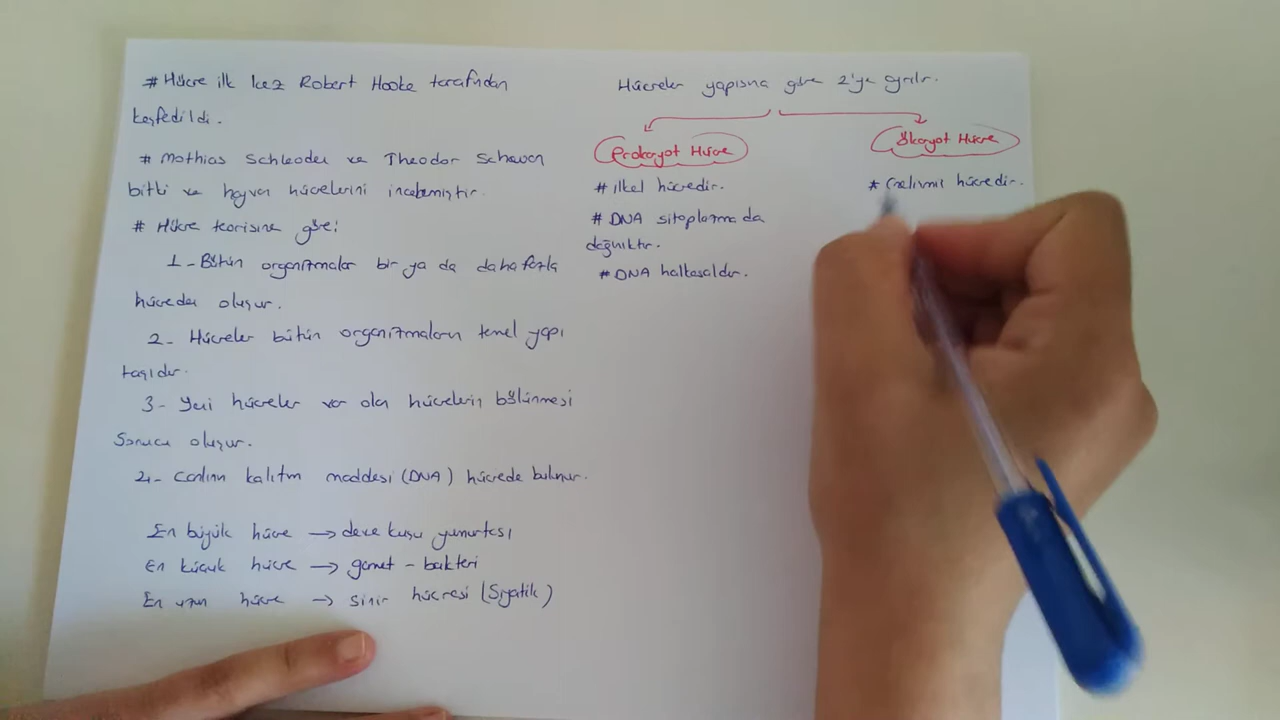 # Hücre ilk kez Robert Hooke tarafından
keşfedildi.
# Mathias Schleıder ve Theodor Schwan
bitki ve hayvan hücrelerini incelemiştir.
# Hücre teorisine göre;
1- Bütün organizmalar bir ya da daha fazla
hücreden oluşur.
2- Hücreler bütün organizmaların temel yapı
taşıdır.
3- Yeni hücreler var olan hücrelerin bölünmesi
sonucu oluşur.
4- Canlının kalıtım maddesi (DNA) hücrede bulunur.
En büyük hücre → deve kuşu yumurtası
En küçük hücre → gamet - bakteri
En uzun hücre → sinir hücresi (Siyatik)
Hücreler yapısına göre 2'ye ayrılır.
Prokaryot Hücre
# ilkel hücredir.
# DNA sitoplazmada
dağınıktır.
# DNA halkasaldır.
Ökaryot Hücre
* Gelişmiş hücredir.